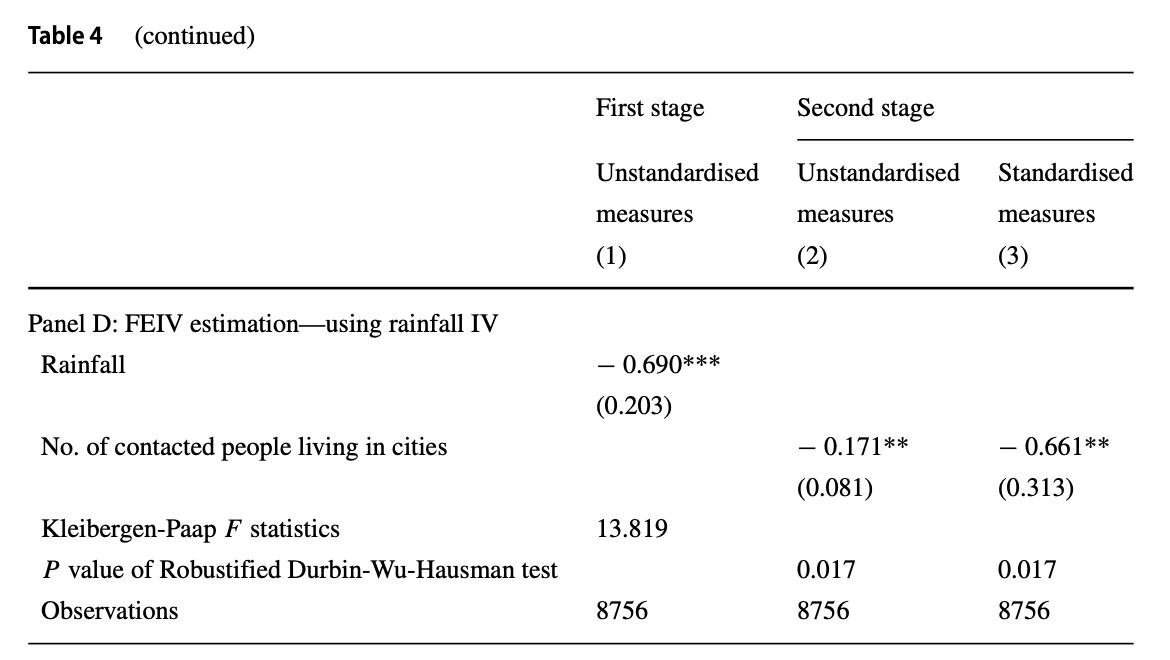 Table 4 (continued)
First stage Second stage
Unstandardised Unstandardised Standardised
measures measures measures
(1) (2) (3)
Panel D: FEIV estimation—using rainfall IV
Rainfall − 0.690***
(0.203)
No. of contacted people living in cities − 0.171** − 0.661**
(0.081) (0.313)
Kleibergen-Paap F statistics 13.819
P value of Robustified Durbin-Wu-Hausman test 0.017 0.017
Observations 8756 8756 8756